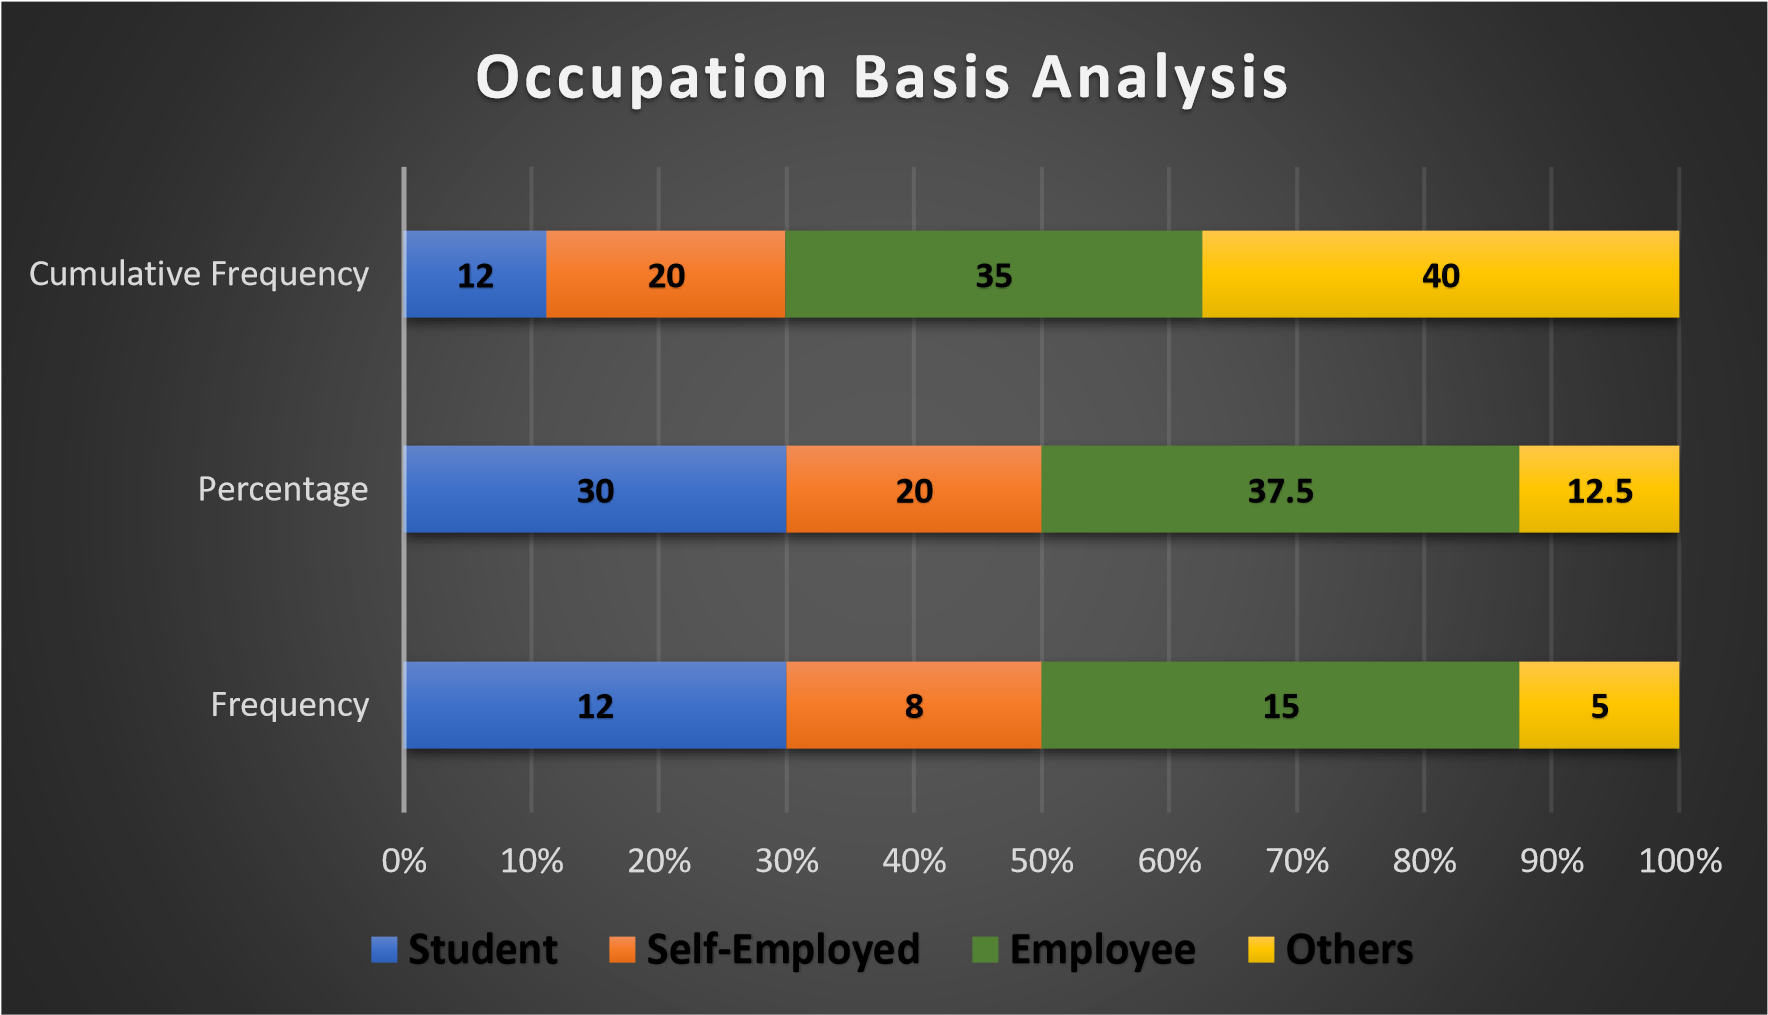 Occupation Basis Analysis
Cumulative Frequency 12 20 35 40
Percentage 30 20 37.5 12.5
Frequency 12 8 15 5
0% 10% 20% 30% 40% 50% 60% 70% 80% 90% 100%
Student Self-Employed Employee Others